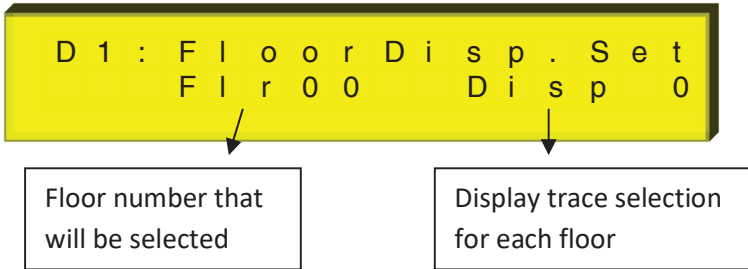 D1:FloorDisp.Set
Flr00 Disp 0
Floor number that
will be selected
Display trace selection
for each floor